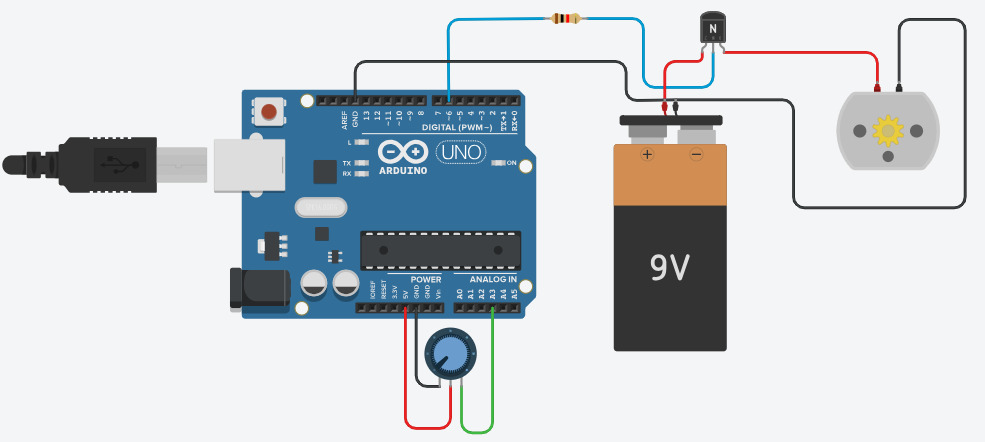 N
AREF
GND
13
12
~11
~10
~9
8
7
~6
~5
4
~3
2
TX→1
RX←0
DIGITAL (PWM~)
L
TX
RX
UNO
ON
ARDUINO
+
−
9V
POWER
ANALOG IN
IOREF
RESET
3.3V
5V
GND
GND
Vin
A0
A1
A2
A3
A4
A5